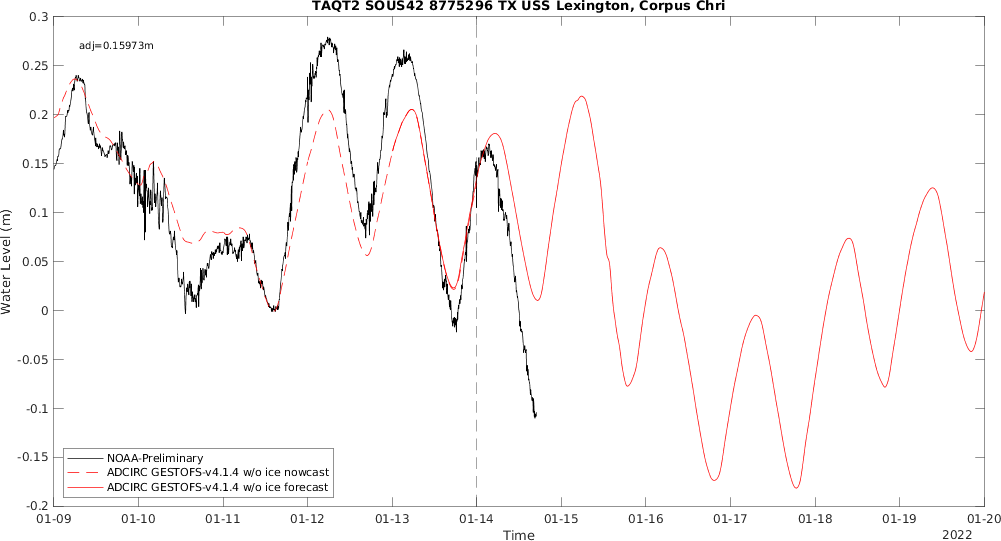 TAQT2 SOUS42 8775296 TX USS Lexington, Corpus Chri
adj=0.15973m
Water Level (m)
0.3
0.25
0.2
0.15
0.1
0.05
0
-0.05
-0.1
-0.15
-0.2
NOAA-Preliminary
ADCIRC GESTOFS-v4.1.4 w/o ice nowcast
ADCIRC GESTOFS-v4.1.4 w/o ice forecast
01-09 01-10 01-11 01-12 01-13 01-14 01-15 01-16 01-17 01-18 01-19 01-20
Time
2022